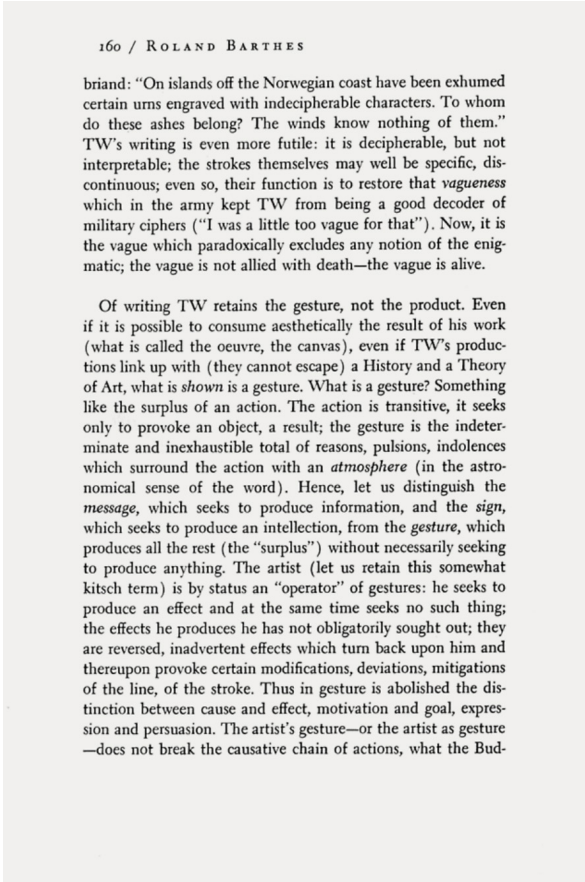 160 / ROLAND BARTHES
briand: “On islands off the Norwegian coast have been exhumed
certain urns engraved with indecipherable characters. To whom
do these ashes belong? The winds know nothing of them.”
TW’s writing is even more futile: it is decipherable, but not
interpretable; the strokes themselves may well be specific, dis-
continuous; even so, their function is to restore that vagueness
which in the army kept TW from being a good decoder of
military ciphers (“I was a little too vague for that”). Now, it is
the vague which paradoxically excludes any notion of the enig-
matic; the vague is not allied with death—the vague is alive.
Of writing TW retains the gesture, not the product. Even
if it is possible to consume aesthetically the result of his work
(what is called the oeuvre, the canvas), even if TW’s produc-
tions link up with (they cannot escape) a History and a Theory
of Art, what is shown is a gesture. What is a gesture? Something
like the surplus of an action. The action is transitive, it seeks
only to provoke an object, a result; the gesture is the indeter-
minate and inexhaustible total of reasons, pulsions, indolences
which surround the action with an atmosphere (in the astro-
nomical sense of the word). Hence, let us distinguish the
message, which seeks to produce information, and the sign,
which seeks to produce an intellection, from the gesture, which
produces all the rest (the “surplus”) without necessarily seeking
to produce anything. The artist (let us retain this somewhat
kitsch term) is by status an “operator” of gestures: he seeks to
produce an effect and at the same time seeks no such thing;
the effects he produces he has not obligatorily sought out; they
are reversed, inadvertent effects which turn back upon him and
thereupon provoke certain modifications, deviations, mitigations
of the line, of the stroke. Thus in gesture is abolished the dis-
tinction between cause and effect, motivation and goal, expres-
sion and persuasion. The artist’s gesture—or the artist as gesture
—does not break the causative chain of actions, what the Bud-